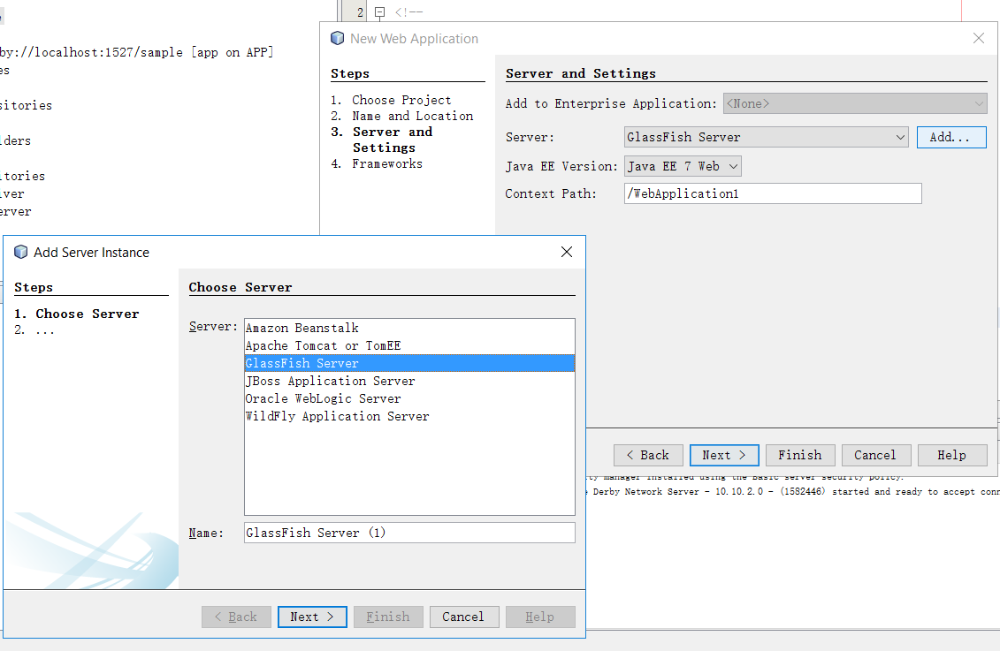 2 <!--
by://localhost:1527/sample [app on APP]
es
sitories
lders
itories
iver
erver
New Web Application
Steps
1. Choose Project
2. Name and Location
3. Server and
Settings
4. Frameworks
Server and Settings
Add to Enterprise Application: <None>
Server: GlassFish Server Add...
Java EE Version: Java EE 7 Web
Context Path: /WebApplication1
< Back Next > Finish Cancel Help
Add Server Instance
Steps
1. Choose Server
2. ...
Choose Server
Server: Amazon Beanstalk
Apache Tomcat or TomEE
GlassFish Server
JBoss Application Server
Oracle WebLogic Server
WildFly Application Server
Name: GlassFish Server (1)
< Back Next > Finish Cancel Help
ty manager installed using the Basic server security policy.
e Derby Network Server - 10.10.2.0 - (1582446) started and ready to accept conn